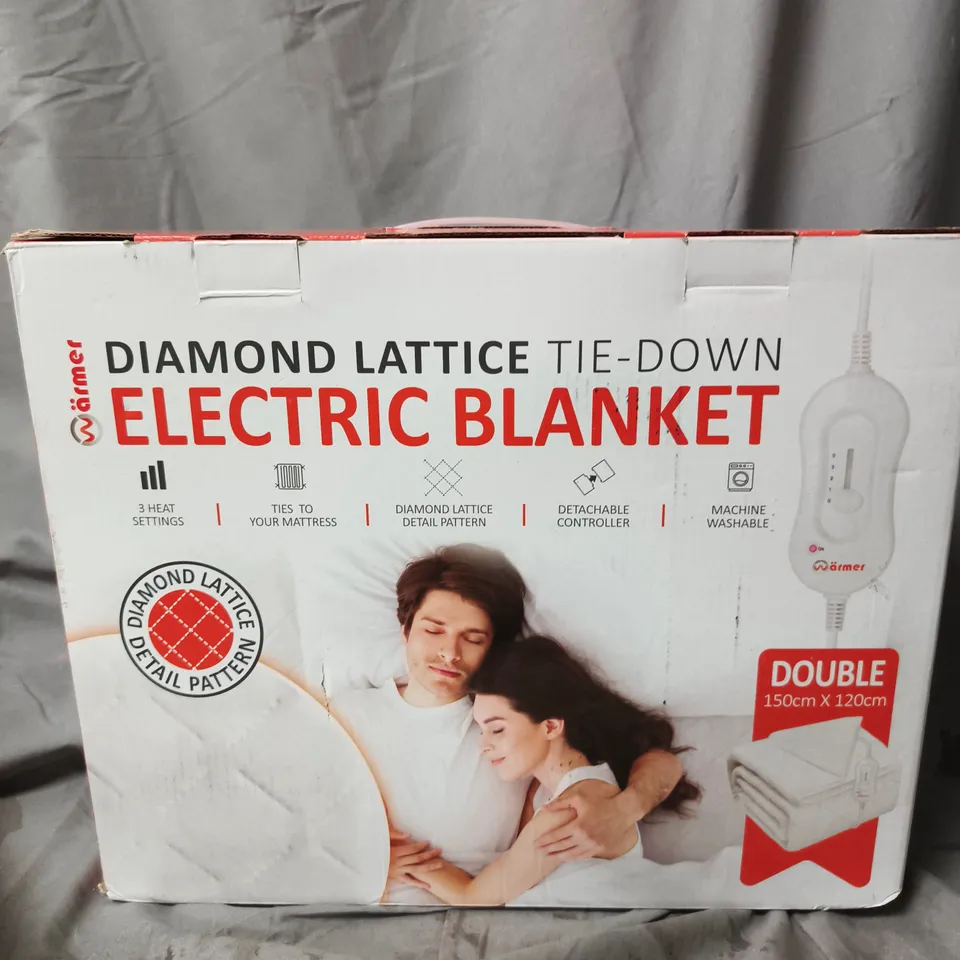 wärmer
DIAMOND LATTICE TIE-DOWN
ELECTRIC BLANKET
3 HEAT
SETTINGS
TIES TO
YOUR MATTRESS
DIAMOND LATTICE
DETAIL PATTERN
DETACHABLE
CONTROLLER
MACHINE
WASHABLE
On
wärmer
DIAMOND LATTICE
DETAIL PATTERN
DOUBLE
150cm X 120cm